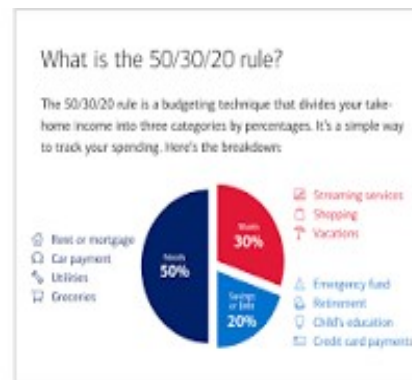 What is the 50/30/20 rule?
The 50/30/20 rule is a budgeting technique that divides your take-
home income into three categories by percentages. It's a simple way
to track your spending. Here's the breakdown:
Rent or mortgage
Car payment
Utilities
Groceries
Needs
50%
Wants
30%
Savings
or Debt
20%
Streaming services
Shopping
Vacations
Emergency fund
Retirement
Child's education
Credit card payments